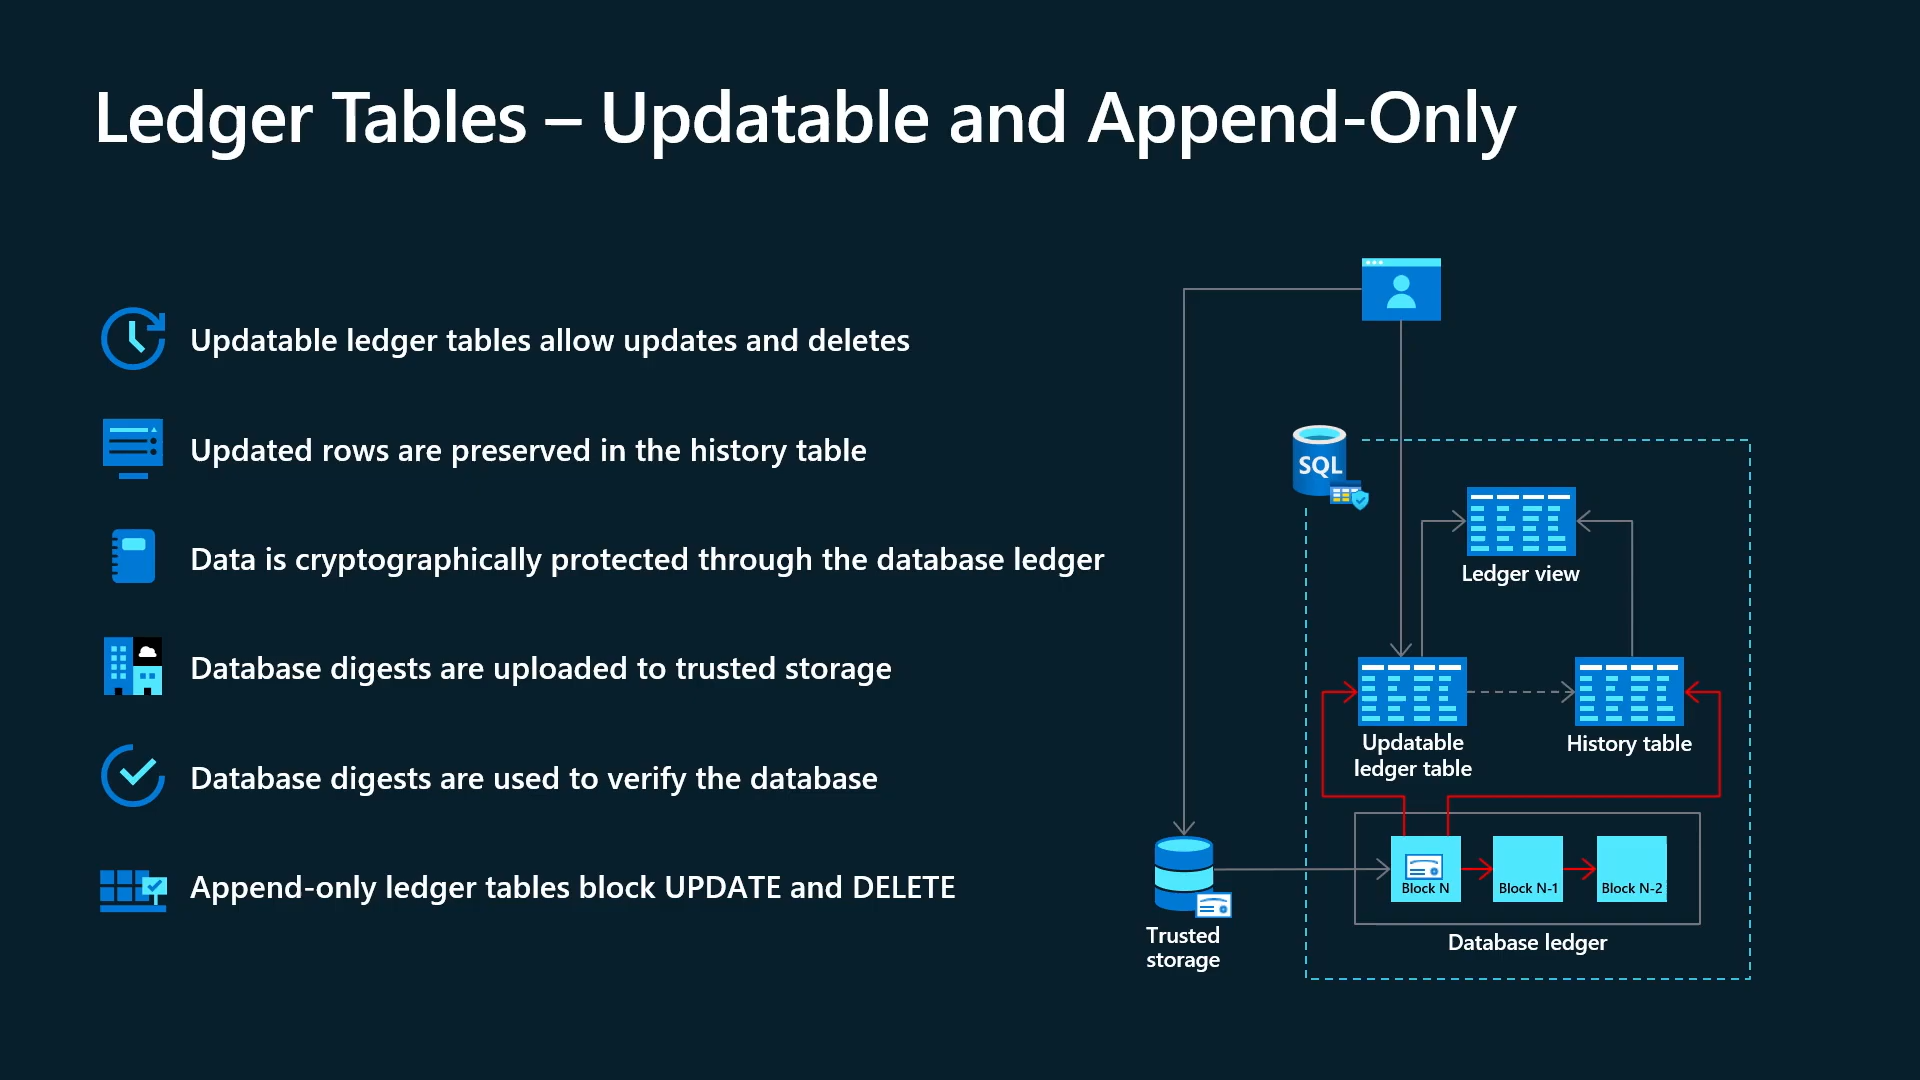 Ledger Tables – Updatable and Append-Only
Updatable ledger tables allow updates and deletes
Updated rows are preserved in the history table
Data is cryptographically protected through the database ledger
Database digests are uploaded to trusted storage
Database digests are used to verify the database
Append-only ledger tables block UPDATE and DELETE
SQL
Ledger view
Updatable
ledger table
History table
Block N
Block N-1
Block N-2
Database ledger
Trusted
storage